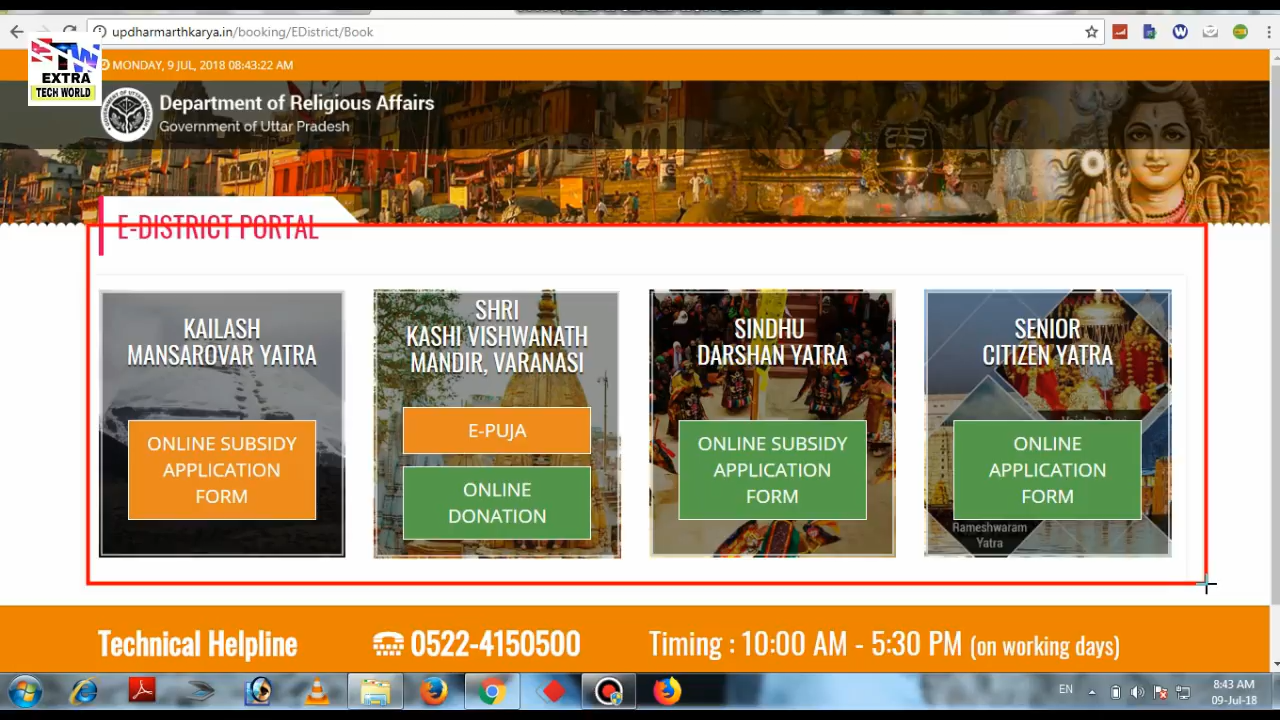 updharmarthkarya.in/booking/EDistrict/Book
MONDAY, 9 JUL, 2018 08:43:22 AM
STW
EXTRA
TECH WORLD
Department of Religious Affairs
Government of Uttar Pradesh
E-DISTRICT PORTAL
KAILASH
MANSAROVAR YATRA
ONLINE SUBSIDY
APPLICATION
FORM
SHRI
KASHI VISHWANATH
MANDIR, VARANASI
E-PUJA
ONLINE
DONATION
SINDHU
DARSHAN YATRA
ONLINE SUBSIDY
APPLICATION
FORM
SENIOR
CITIZEN YATRA
ONLINE
APPLICATION
FORM
Rameshwaram
Yatra
Technical Helpline
0522-4150500
Timing : 10:00 AM - 5:30 PM (on working days)
EN
8:43 AM
09-Jul-18